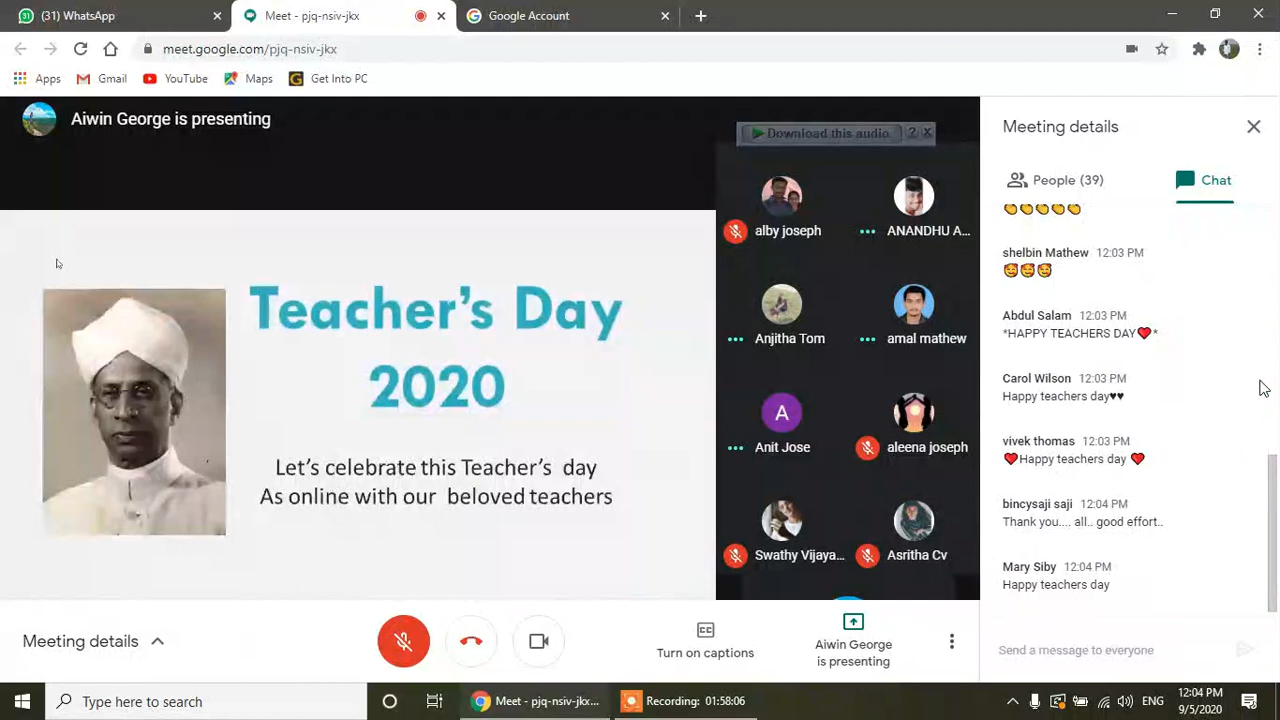 (31) WhatsApp
Meet - pjq-nsiv-jkx
Google Account
meet.google.com/pjq-nsiv-jkx
Apps
Gmail
YouTube
Maps
Get Into PC
Aiwin George is presenting
Download this audio
?
Teacher's Day
2020
Let's celebrate this Teacher's day
As online with our beloved teachers
alby joseph
ANANDHU A...
Anjitha Tom
amal mathew
A
Anit Jose
aleena joseph
Swathy Vijaya...
Asritha Cv
Meeting details
People (39)
Chat
👏👏👏👏👏
shelbin Mathew 12:03 PM
🥰🥰🥰
Abdul Salam 12:03 PM
*HAPPY TEACHERS DAY❤️*
Carol Wilson 12:03 PM
Happy teachers day♥♥
vivek thomas 12:03 PM
❤️Happy teachers day ❤️
bincysaji saji 12:04 PM
Thank you.... all.. good effort..
Mary Siby 12:04 PM
Happy teachers day
Send a message to everyone
Meeting details
Turn on captions
Aiwin George
is presenting
Type here to search
Meet - pjq-nsiv-jkx...
Recording: 01:58:06
ENG
12:04 PM
9/5/2020